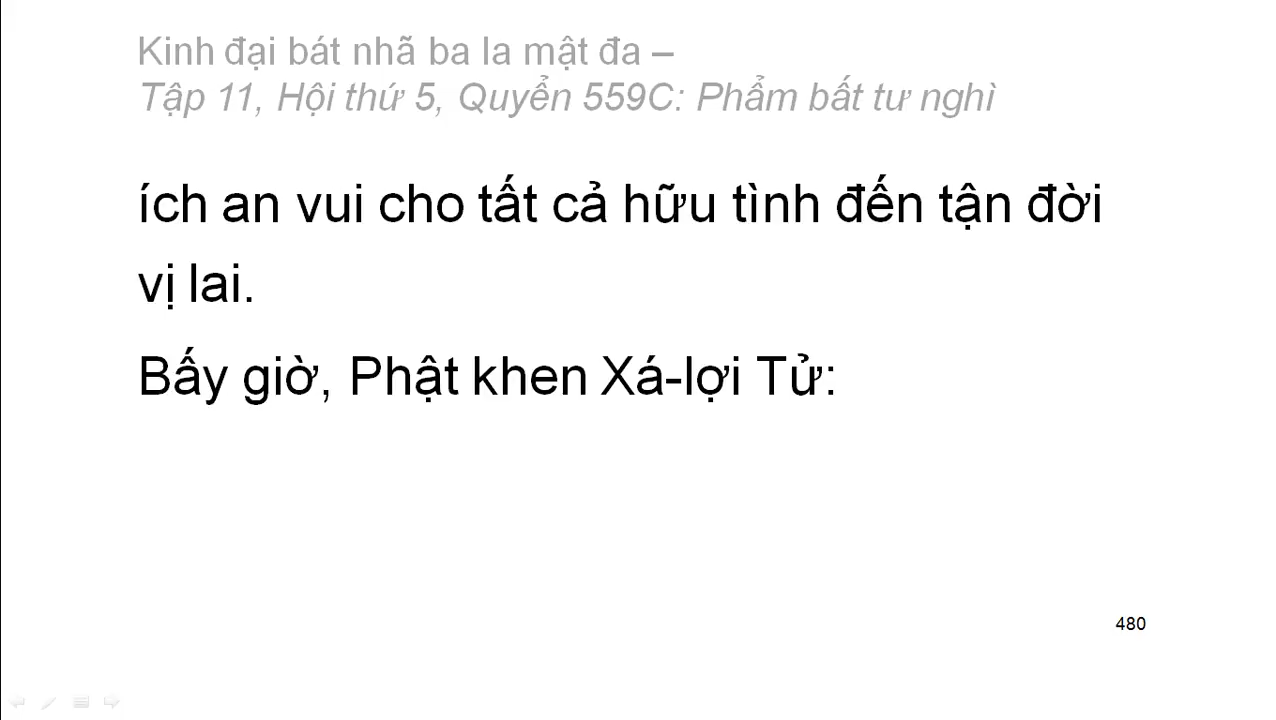 Kinh đại bát nhã ba la mật đa –
Tập 11, Hội thứ 5, Quyển 559C: Phẩm bất tư nghì
ích an vui cho tất cả hữu tình đến tận đời
vị lai.
Bấy giờ, Phật khen Xá-lợi Tử:
480